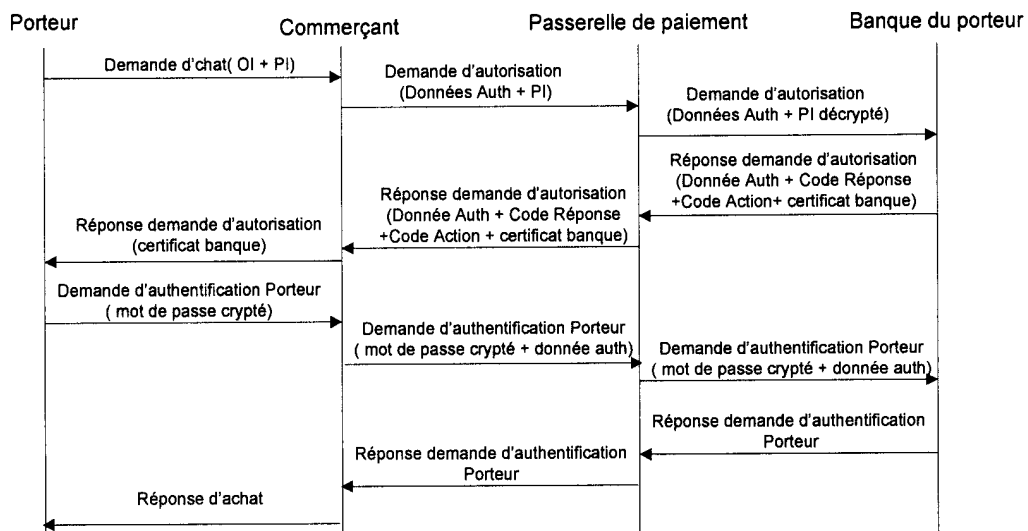 Porteur
Commerçant
Passerelle de paiement
Banque du porteur
Demande d'chat( OI + PI)
Demande d'autorisation
(Données Auth + PI)
Demande d'autorisation
(Données Auth + PI décrypté)
Réponse demande d'autorisation
(Donnée Auth + Code Réponse
+Code Action+ certificat banque)
Réponse demande d'autorisation
(Donnée Auth + Code Réponse
+Code Action + certificat banque)
Réponse demande d'autorisation
(certificat banque)
Demande d'authentification Porteur
( mot de passe crypté)
Demande d'authentification Porteur
( mot de passe crypté + donnée auth)
Demande d'authentification Porteur
( mot de passe crypté + donnée auth)
Réponse demande d'authentification
Porteur
Réponse demande d'authentification
Porteur
Réponse d'achat